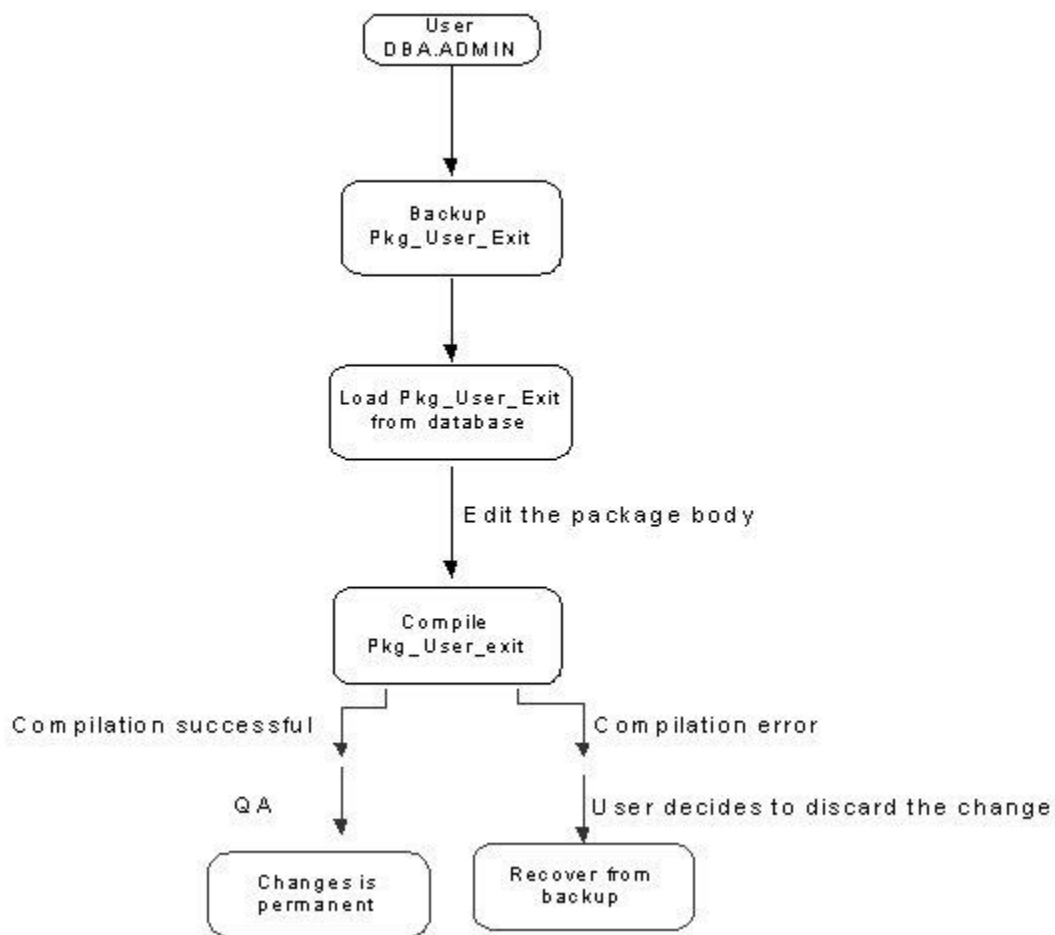 User
DBA.ADMIN
Backup
Pkg_User_Exit
Load Pkg_User_Exit
from database
Edit the package body
Compile
Pkg_User_exit
Compilation successful
Compilation error
QA
User decides to discard the change
Changes is
permanent
Recover from
backup